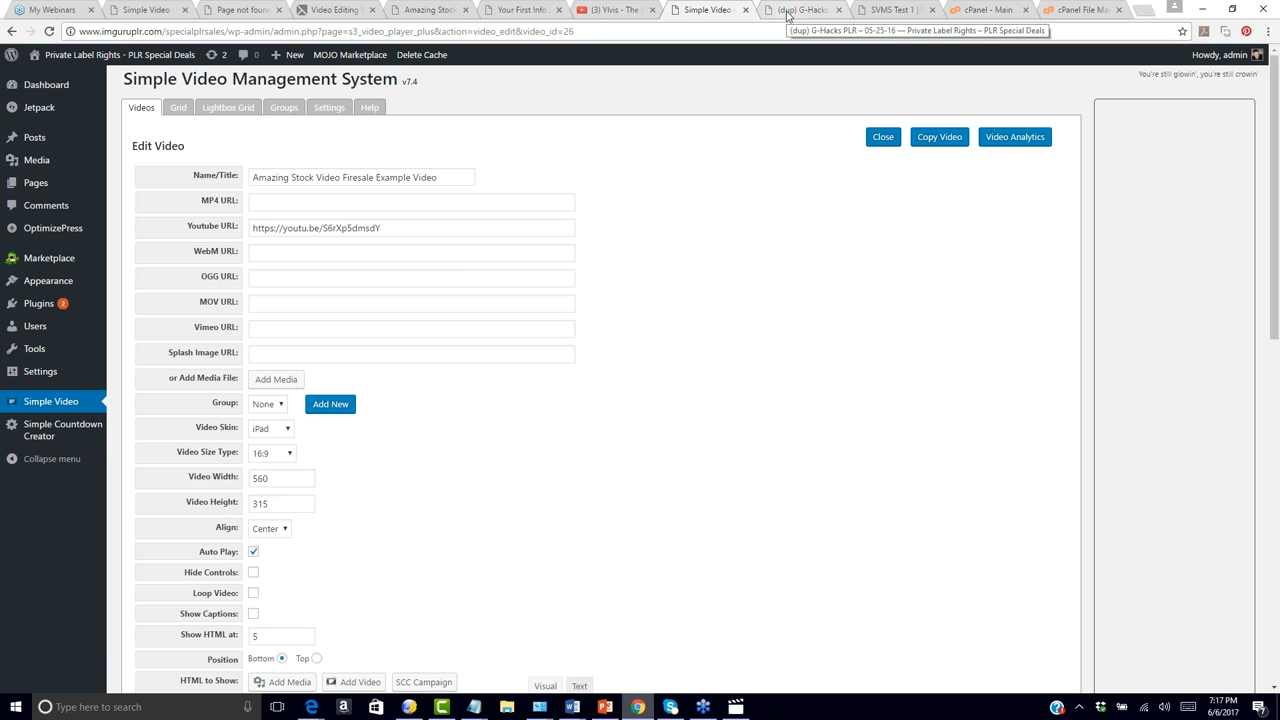 My Webinars
Simple Video
Page not foun
Video Editing
Amazing Stock
Your First Info
(3) Ylvis - The
Simple Video
(dup) G-Hacks
SVMS Test 1 |
cPanel - Main
cPanel File Ma
www.imguruplr.com/specialplrsales/wp-admin/admin.php?page=s3_video_player_plus&action=video_edit&video_id=26
(dup) G-Hacks PLR – 05-25-16 — Private Label Rights – PLR Special Deals
Private Label Rights - PLR Special Deals
2
0
New
MOJO Marketplace
Delete Cache
Howdy, admin
Simple Video Management System v7.4
You're still glowin', you're still crowin'
Videos
Grid
Lightbox Grid
Groups
Settings
Help
Dashboard
Jetpack
Posts
Media
Pages
Comments
OptimizePress
Marketplace
Appearance
Plugins 2
Users
Tools
Settings
Simple Video
Simple Countdown
Creator
Collapse menu
Edit Video
Close
Copy Video
Video Analytics
Name/Title: Amazing Stock Video Firesale Example Video
MP4 URL:
Youtube URL: https://youtu.be/S6rXp5dmsdY
WebM URL:
OGG URL:
MOV URL:
Vimeo URL:
Splash Image URL:
or Add Media File: Add Media
Group: None Add New
Video Skin: iPad
Video Size Type: 16:9
Video Width: 560
Video Height: 315
Align: Center
Auto Play:
Hide Controls:
Loop Video:
Show Captions:
Show HTML at: 5
Position Bottom Top
HTML to Show: Add Media Add Video SCC Campaign Visual Text
Type here to search
7:17 PM
6/6/2017